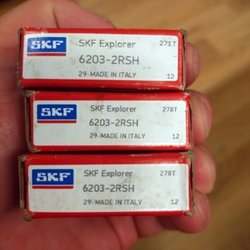 SKF
SKF Explorer 271T
6203-2RSH
29-MADE IN ITALY 12
SKF
SKF Explorer 278T
6203-2RSH
29-MADE IN ITALY 12
SKF
SKF Explorer 278T
6203-2RSH
29-MADE IN ITALY 12